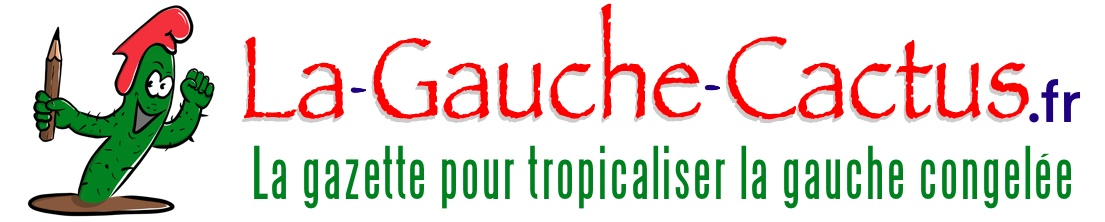 La-Gauche-Cactus.fr
La gazette pour tropicaliser la gauche congelée